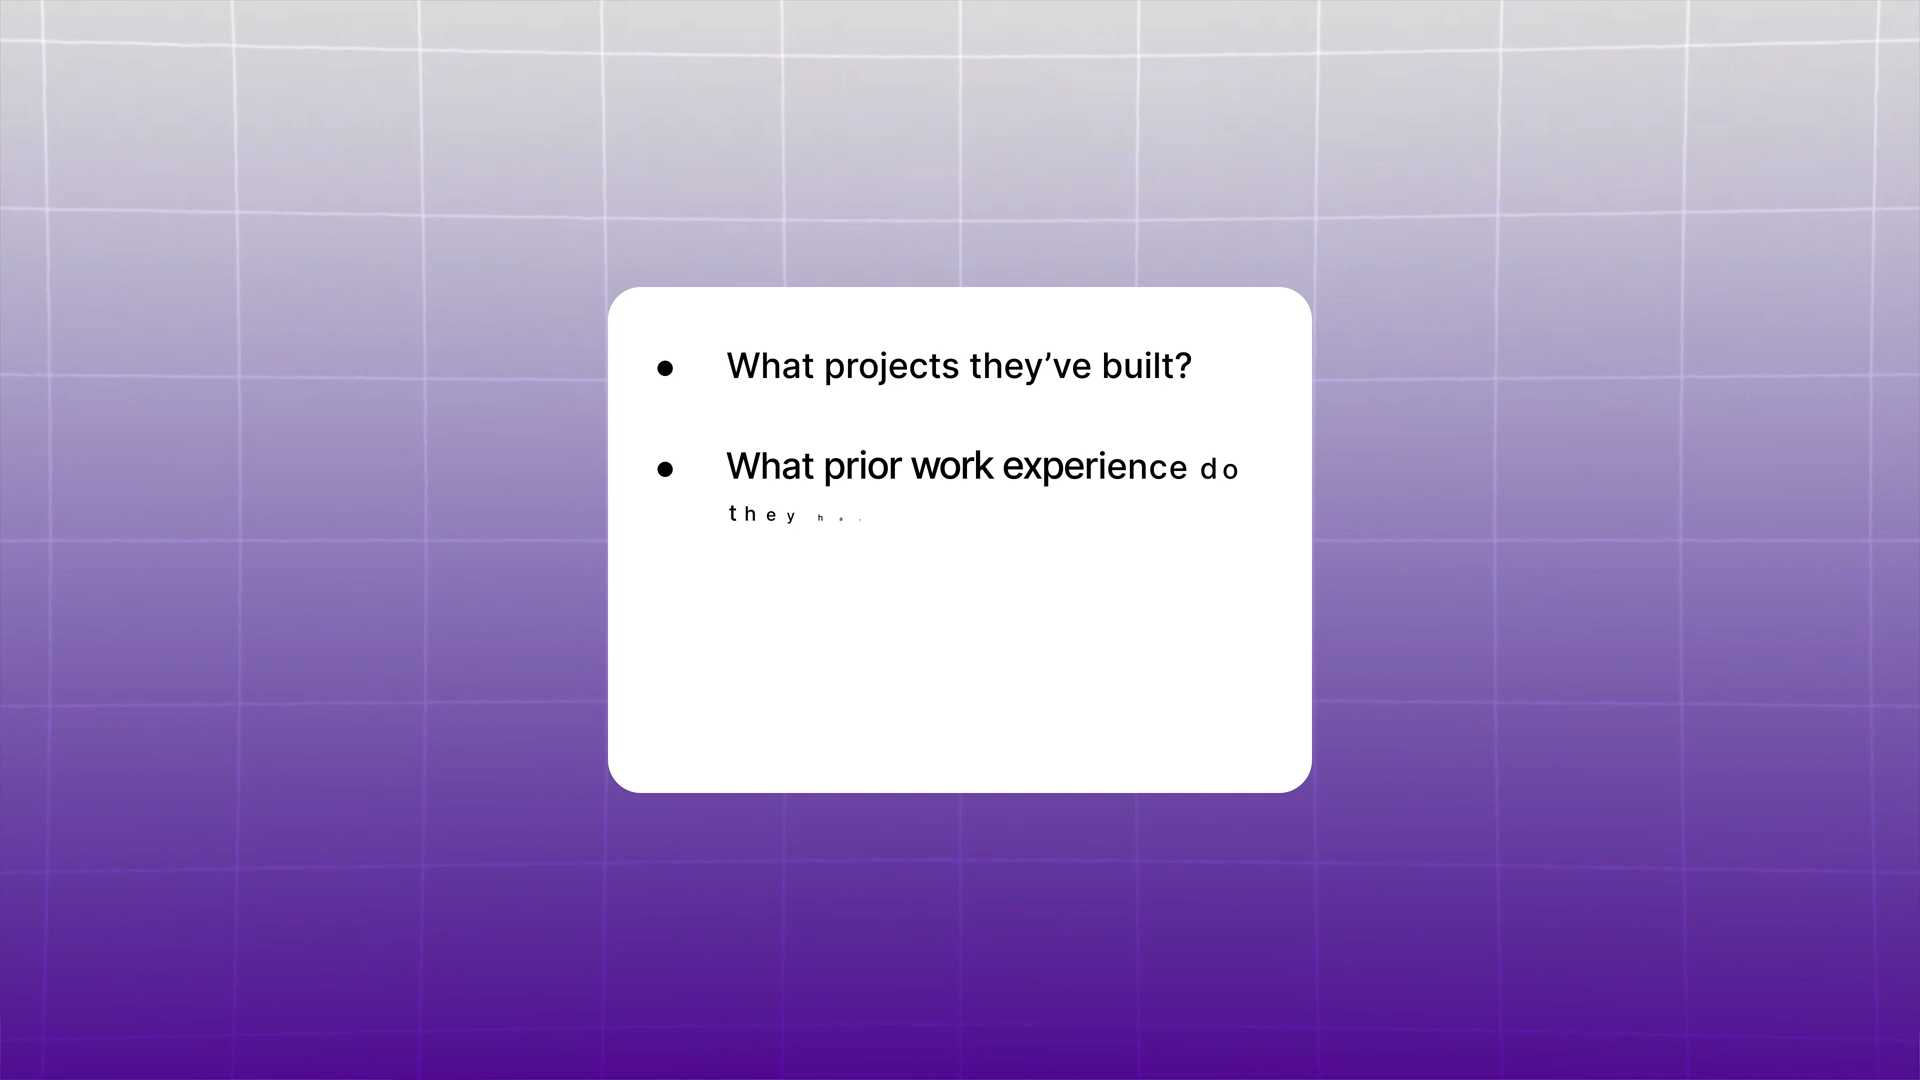 ● What projects they’ve built?
● What prior work experience do
they